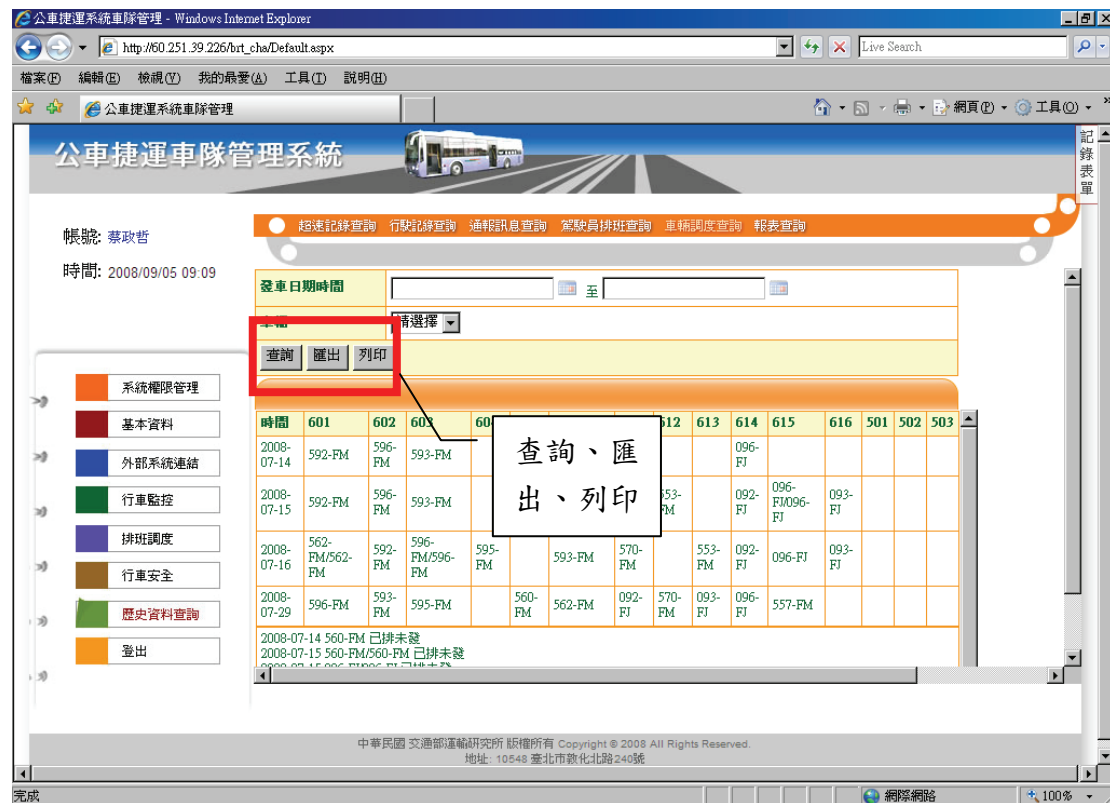 公車捷運系統車隊管理 - Windows Internet Explorer
http://60.251.39.226/brt_cha/Default.aspx
Live Search
檔案(F) 編輯(E) 檢視(V) 我的最愛(A) 工具(T) 說明(H)
公車捷運系統車隊管理
網頁(P) 工具(O)
公車捷運車隊管理系統
記錄表單
帳號: 蔡政哲
時間: 2008/09/05 09:09
超速記錄查詢 行駛記錄查詢 通報訊息查詢 駕駛員排班查詢 車輛調度查詢 報表查詢
發車日期時間 至
請選擇
查詢 匯出 列印
系統權限管理
基本資料
外部系統連結
行車監控
排班調度
行車安全
歷史資料查詢
登出
查詢、匯
出、列印
時間 601 602 603 612 613 614 615 616 501 502 503
2008-07-14 592-FM 596-FM 593-FM 096-FJ
2008-07-15 592-FM 596-FM 593-FM 553-FM 092-FJ 096-FJ/096-FJ 093-FJ
2008-07-16 562-FM/562-FM 592-FM 596-FM/596-FM 595-FM 593-FM 570-FM 553-FM 092-FJ 096-FJ 093-FJ
2008-07-29 596-FM 593-FM 595-FM 560-FM 562-FM 092-FJ 570-FM 093-FJ 096-FJ 557-FM
2008-07-14 560-FM 已排未發
2008-07-15 560-FM/560-FM 已排未發
中華民國 交通部運輸研究所 版權所有 Copyright © 2008 All Rights Reserved.
地址: 10548 臺北市敦化北路240號
完成
網際網路
100%